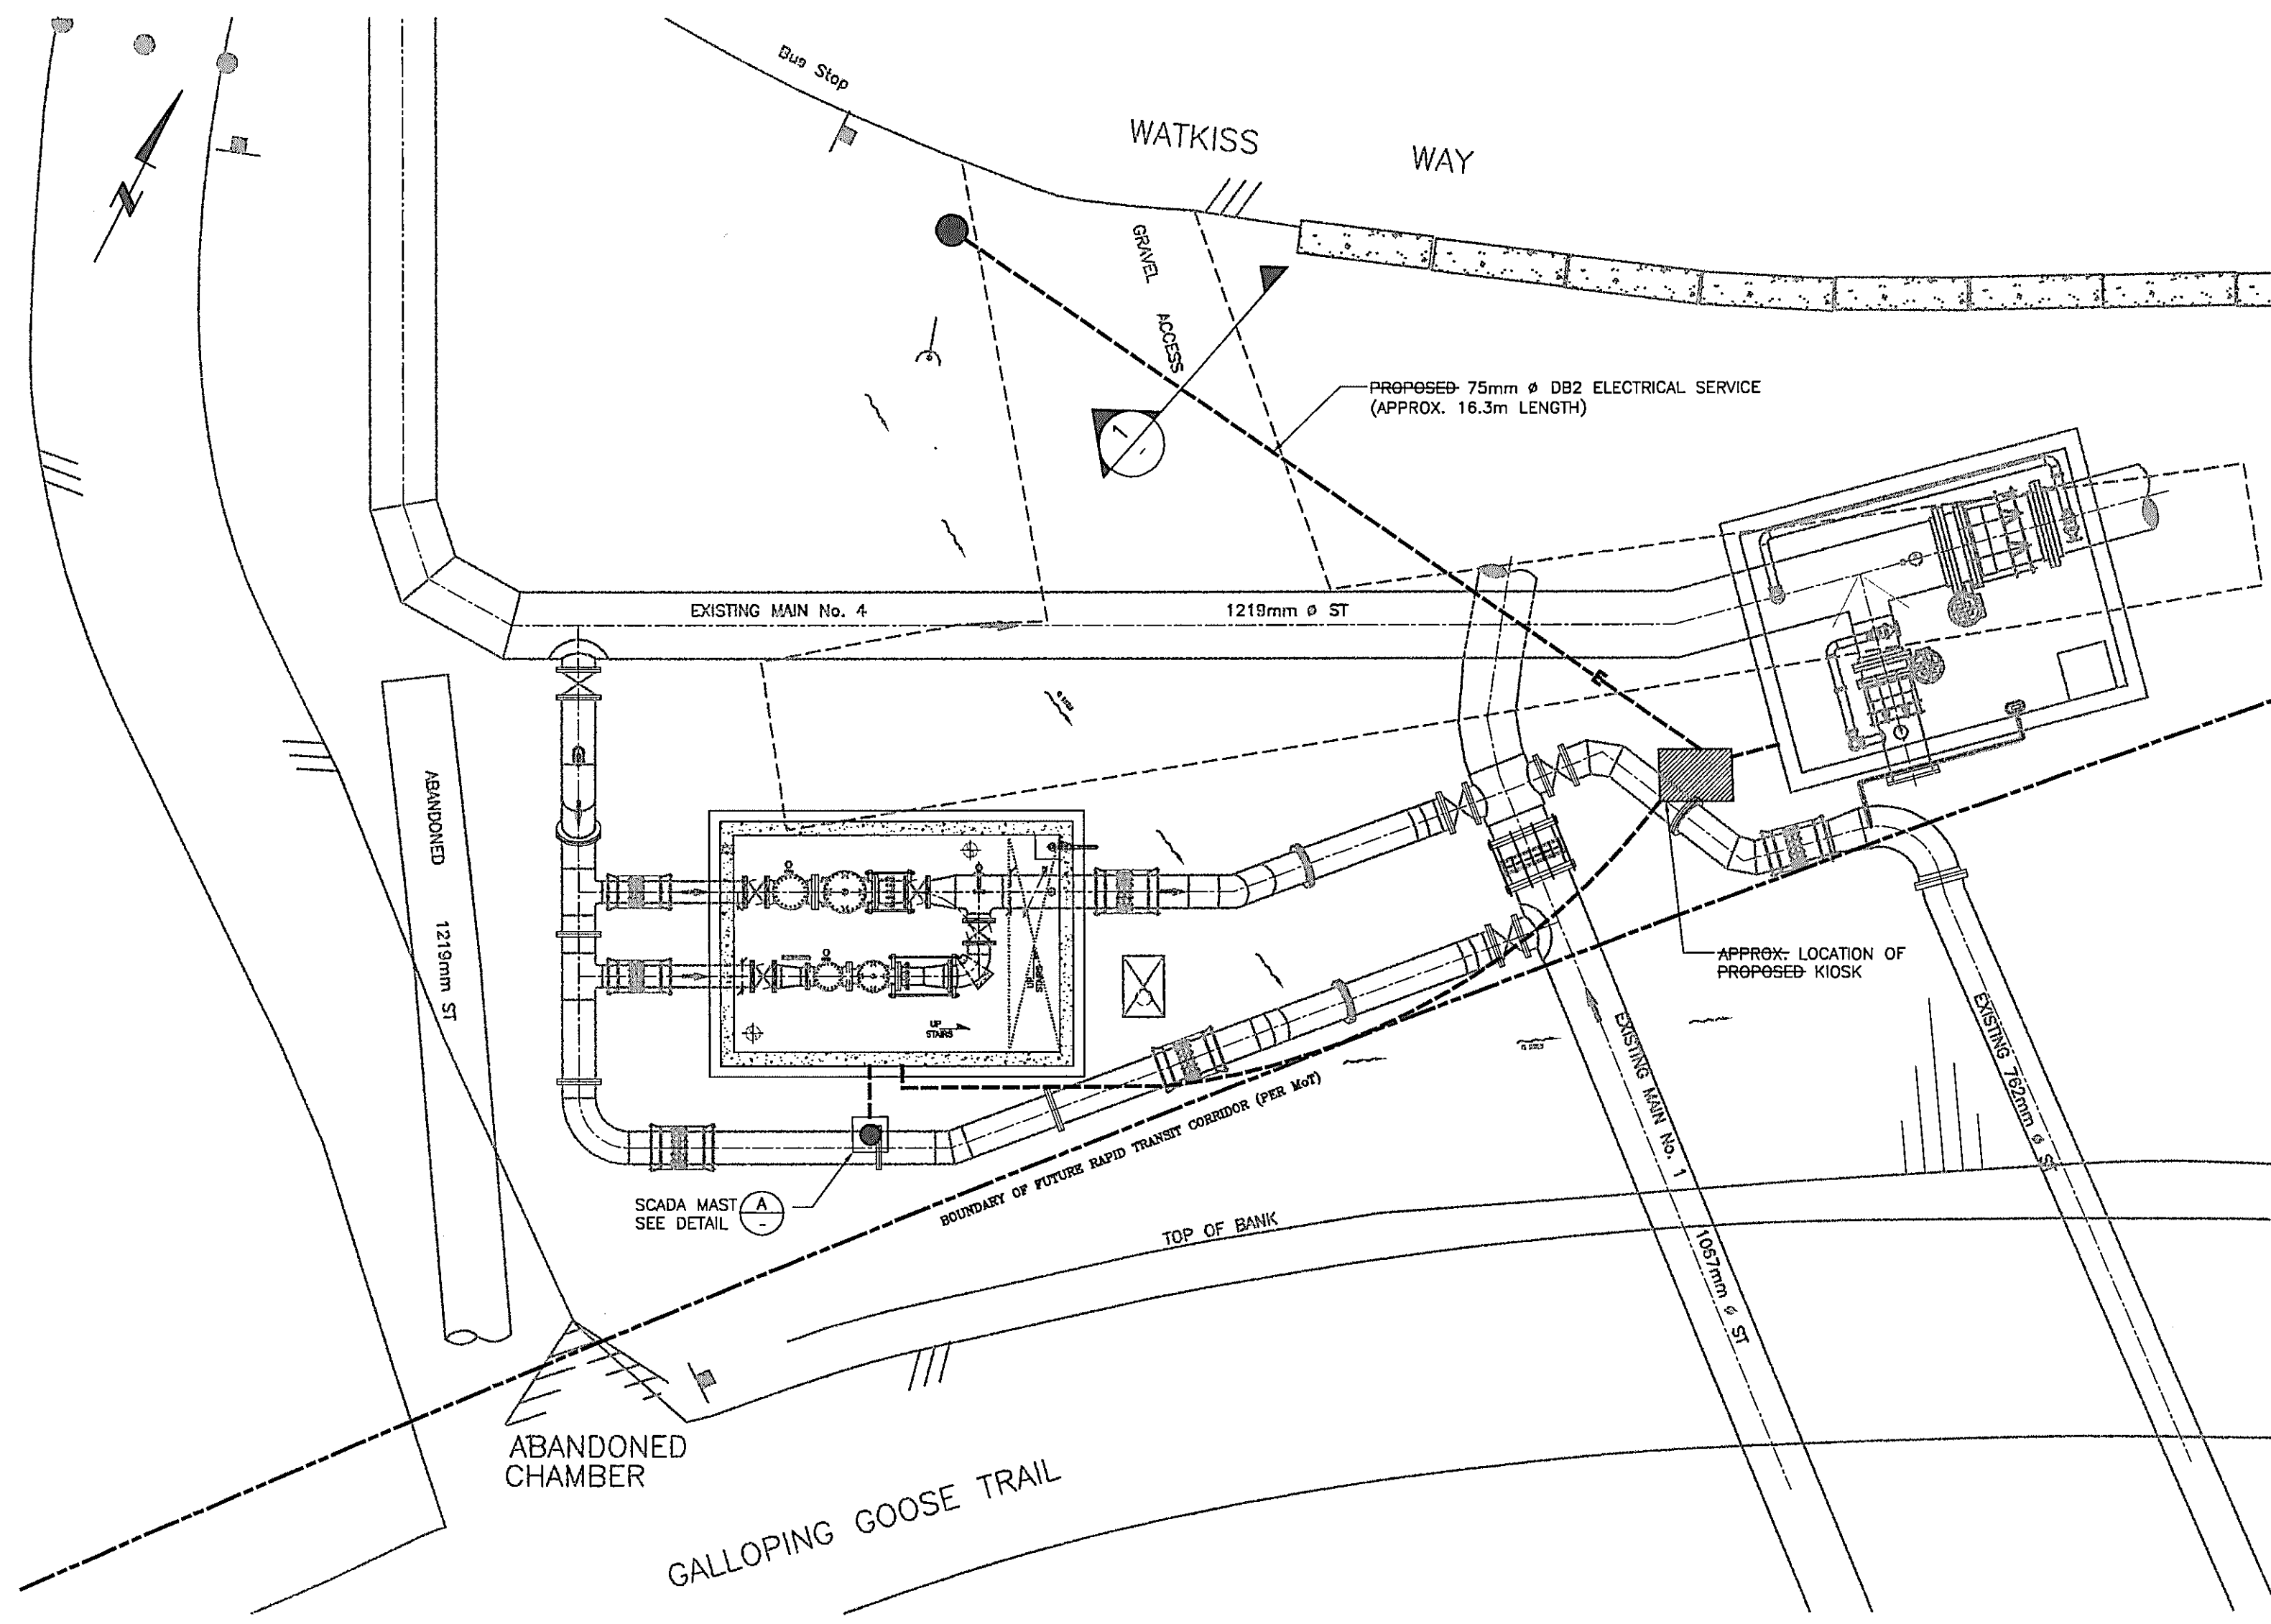 Bus Stop
WATKISS WAY
N
GRAVEL ACCESS
PROPOSED 75mm ø DB2 ELECTRICAL SERVICE
(APPROX. 16.3m LENGTH)
1
-
EXISTING MAIN No. 4
1219mm ø ST
ABANDONED 1219mm ST
UP
STAIRS
APPROX. LOCATION OF
PROPOSED KIOSK
EXISTING MAIN No. 1 1067mm ø ST
EXISTING 762mm ø ST
SCADA MAST
SEE DETAIL
A
-
BOUNDARY OF FUTURE RAPID TRANSIT CORRIDOR (PER MoT)
TOP OF BANK
ABANDONED
CHAMBER
GALLOPING GOOSE TRAIL